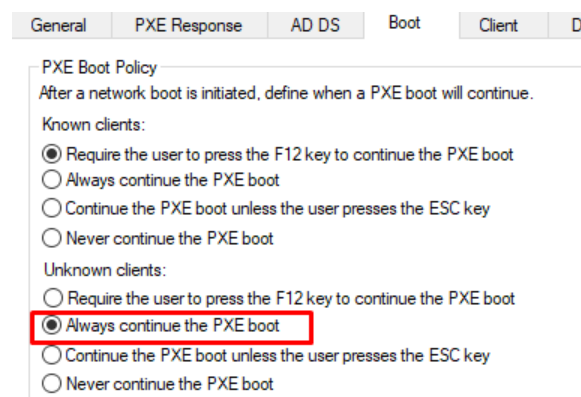 General PXE Response AD DS Boot Client D
PXE Boot Policy
After a network boot is initiated, define when a PXE boot will continue.
Known clients:
Require the user to press the F12 key to continue the PXE boot
Always continue the PXE boot
Continue the PXE boot unless the user presses the ESC key
Never continue the PXE boot
Unknown clients:
Require the user to press the F12 key to continue the PXE boot
Always continue the PXE boot
Continue the PXE boot unless the user presses the ESC key
Never continue the PXE boot